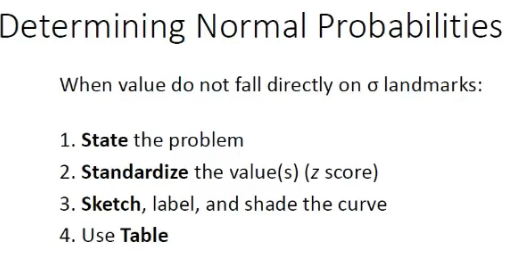 Determining Normal Probabilities
When value do not fall directly on σ landmarks:
1. State the problem
2. Standardize the value(s) (z score)
3. Sketch, label, and shade the curve
4. Use Table